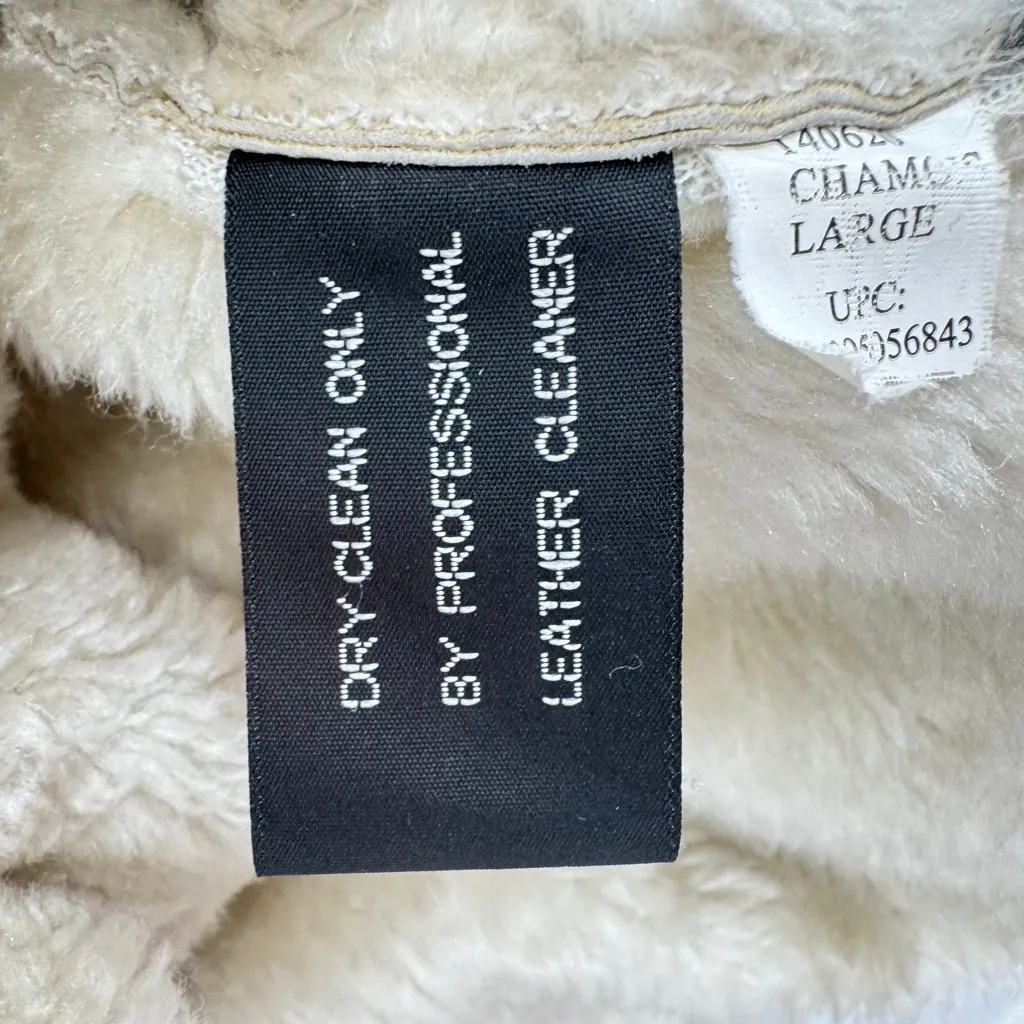 DRY CLEAN ONLY
BY PROFESSIONAL
LEATHER CLEANER
LARGE
UPC: